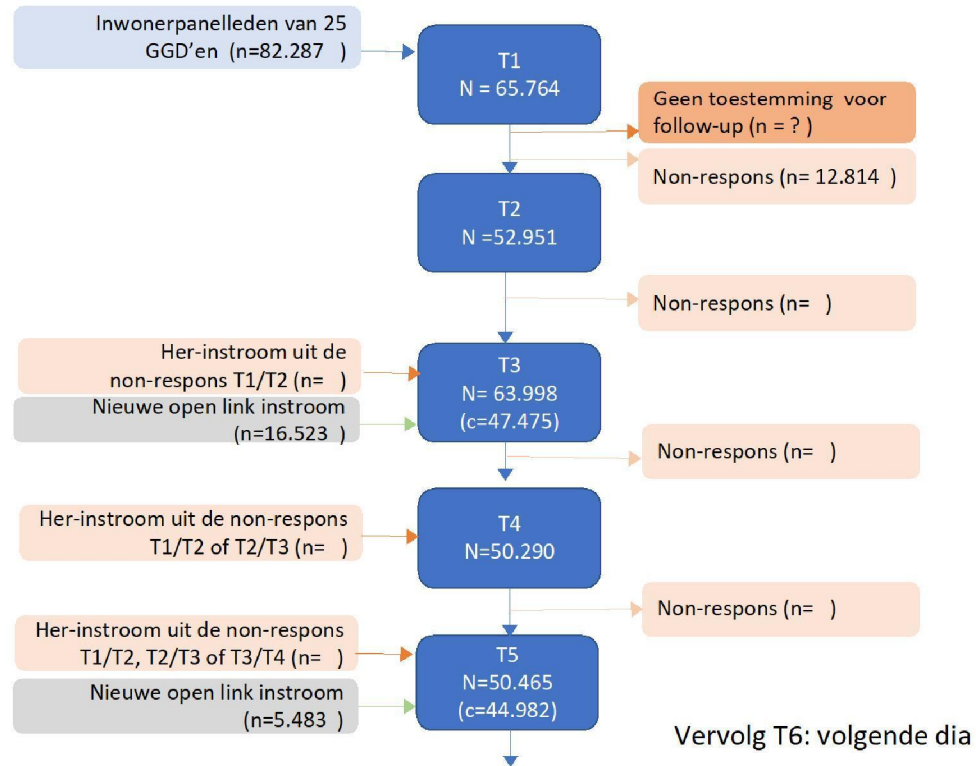 Inwonerpanelleden van 25
GGD'en (n=82.287 )
T1
N = 65.764
Geen toestemming voor
follow-up (n = ? )
Non-respons (n= 12.814 )
T2
N =52.951
Non-respons (n= )
Her-instroom uit de
non-respons T1/T2 (n= )
Nieuwe open link instroom
(n=16.523 )
T3
N= 63.998
(c=47.475)
Non-respons (n= )
Her-instroom uit de non-respons
T1/T2 of T2/T3 (n= )
T4
N=50.290
Non-respons (n= )
Her-instroom uit de non-respons
T1/T2, T2/T3 of T3/T4 (n= )
Nieuwe open link instroom
(n=5.483 )
T5
N=50.465
(c=44.982)
Vervolg T6: volgende dia